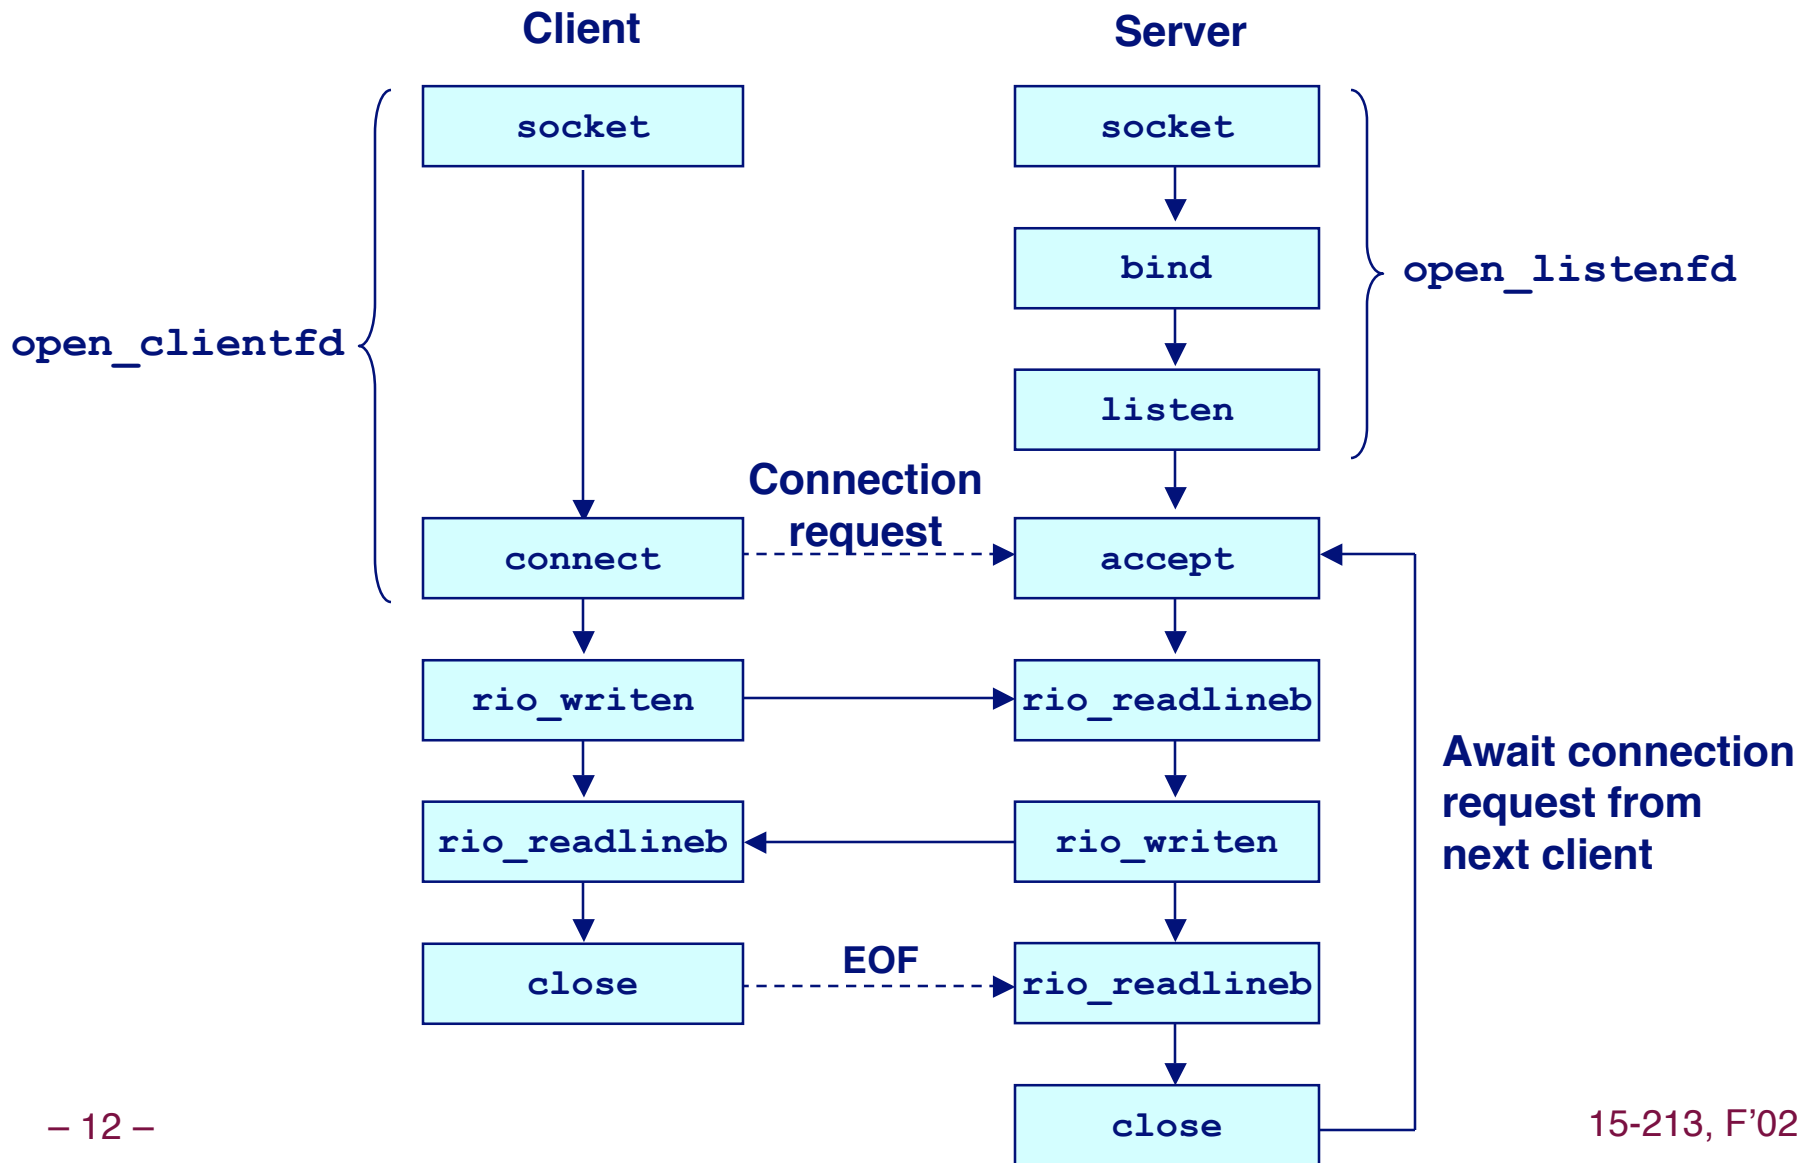 Client
Server
socket
socket
bind
open_listenfd
open_clientfd
listen
Connection
request
connect
accept
rio_writen
rio_readlineb
Await connection
request from
next client
rio_readlineb
rio_writen
EOF
close
rio_readlineb
close
– 12 –
15-213, F’02